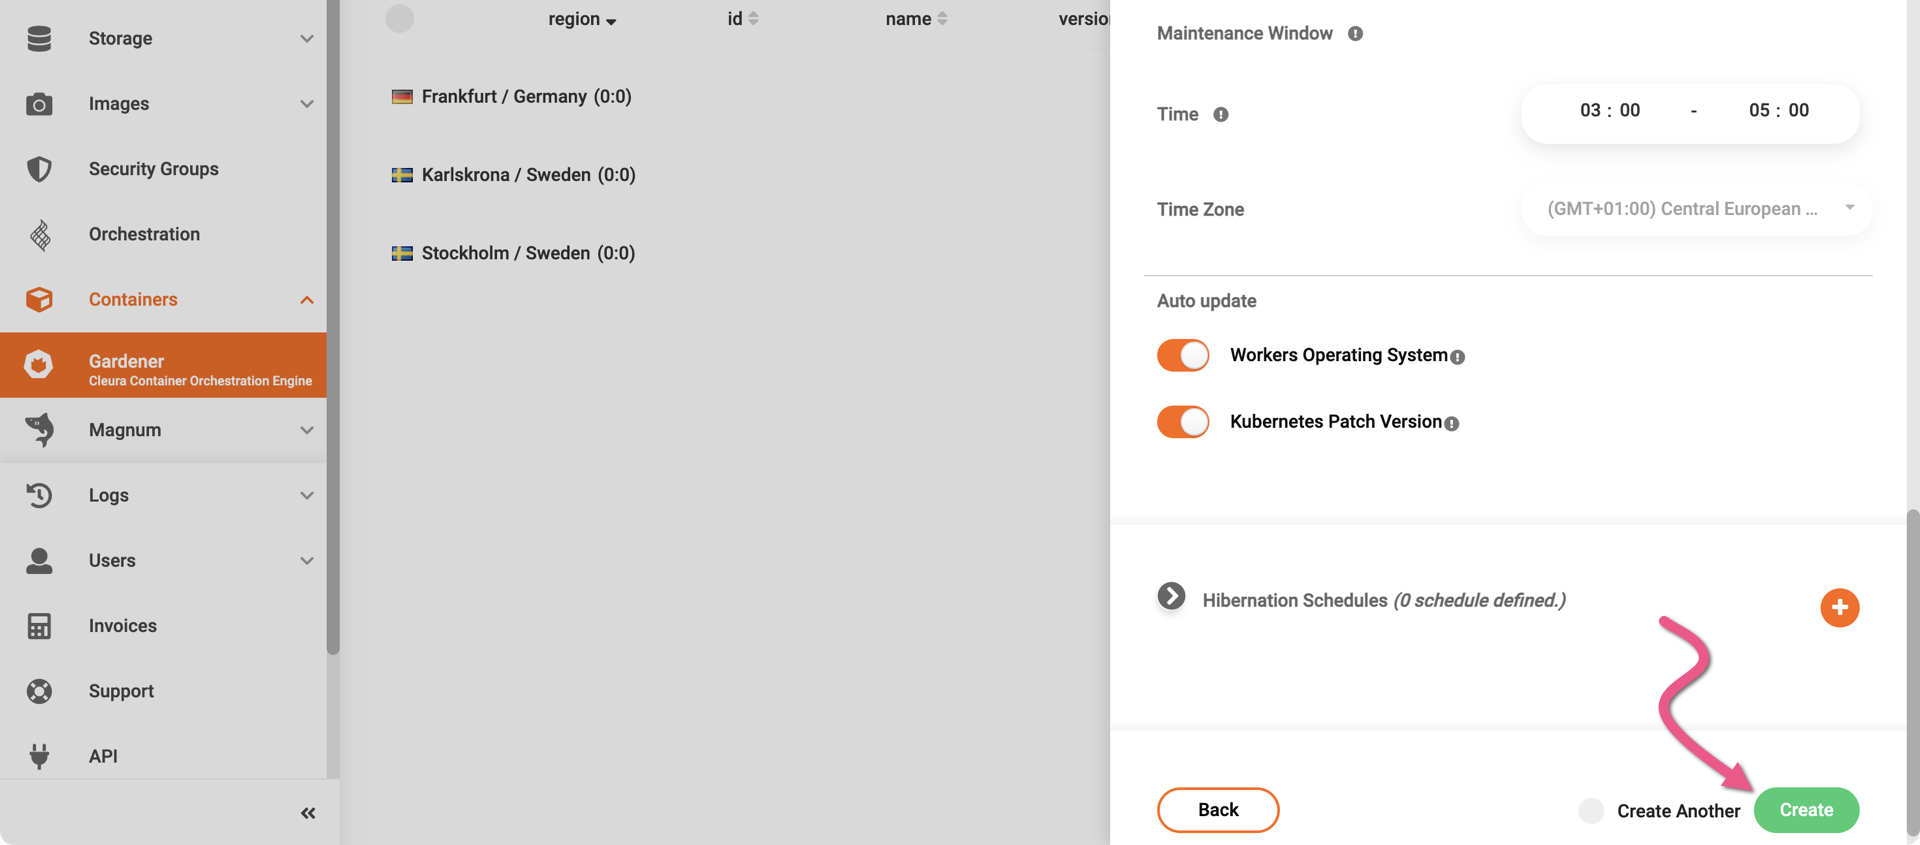 Storage
Images
Security Groups
Orchestration
Containers
Gardener
Cleura Container Orchestration Engine
Magnum
Logs
Users
Invoices
Support
API
region id name
Frankfurt / Germany (0:0)
Karlskrona / Sweden (0:0)
Stockholm / Sweden (0:0)
Maintenance Window
Time 03 : 00 - 05 : 00
Time Zone (GMT+01:00) Central European ...
Auto update
Workers Operating System
Kubernetes Patch Version
Hibernation Schedules (0 schedule defined.)
Back Create Another Create